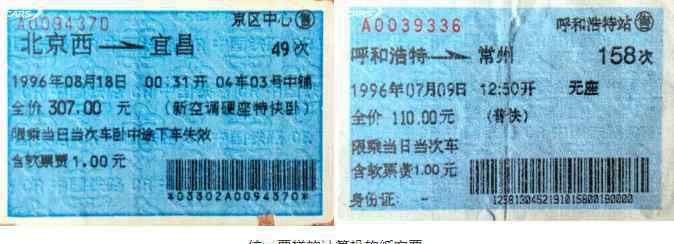 A0094370 京区中心售
北京西 宜昌 49次
1996年08月18日 00:31开 04车03号中铺
全价 307.00 元 (新空调硬座特快卧)
限乘当日当次车卧中途下车失效
含软票费1.00元
*03302A0094370*
A0039336 呼和浩特站售
呼和浩特 常州 158次
1996年07月09日 12:50开 无座
全价 110.00 元 (普快)
限乘当日当次车
含软票费1.00元
身份证: -